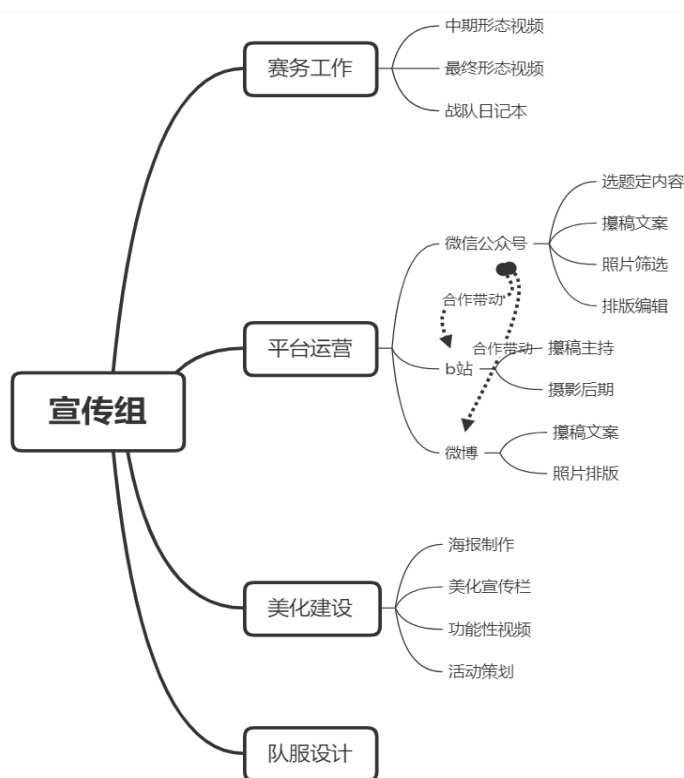 宣传组
赛务工作
中期形态视频
最终形态视频
战队日记本
平台运营
微信公众号
选题定内容
攥稿文案
照片筛选
排版编辑
合作带动
合作带动
b站
攥稿主持
摄影后期
微博
攥稿文案
照片排版
美化建设
海报制作
美化宣传栏
功能性视频
活动策划
队服设计